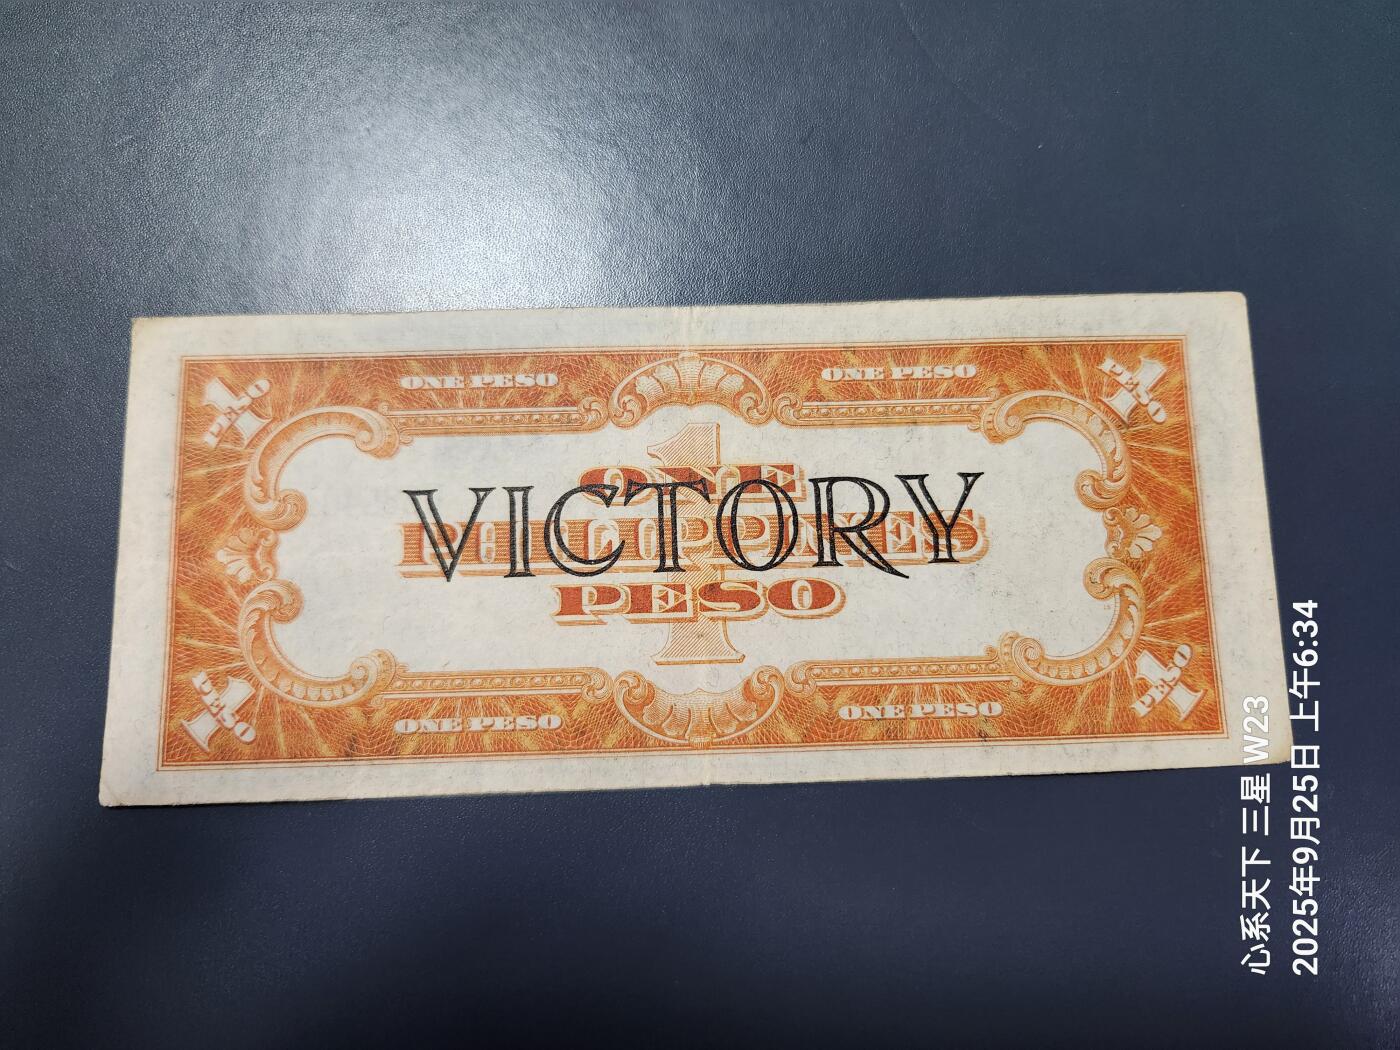 1
PESO
ONE PESO
ONE PESO
1
PESO
1
ONE
PHILIPPINES
PESO
VICTORY
1
PESO
ONE PESO
ONE PESO
1
PESO
心系天下 三星 W23
2025年9月25日 上午6:34